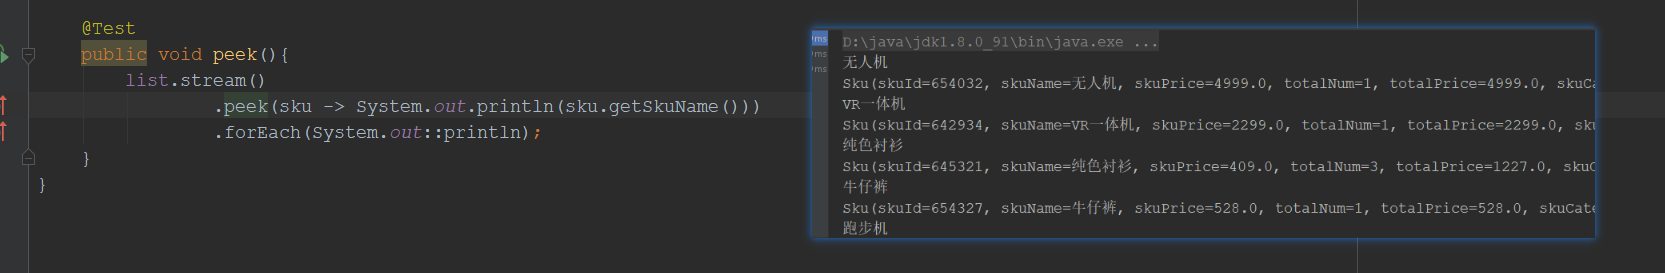 @Test
public void peek(){
list.stream()
.peek(sku -> System.out.println(sku.getSkuName()))
.forEach(System.out::println);
}
}
D:\java\jdk1.8.0_91\bin\java.exe ...
无人机
Sku(skuId=654032, skuName=无人机, skuPrice=4999.0, totalNum=1, totalPrice=4999.0, skuCa
VR一体机
Sku(skuId=642934, skuName=VR一体机, skuPrice=2299.0, totalNum=1, totalPrice=2299.0, sk
纯色衬衫
Sku(skuId=645321, skuName=纯色衬衫, skuPrice=409.0, totalNum=3, totalPrice=1227.0, skuC
牛仔裤
Sku(skuId=654327, skuName=牛仔裤, skuPrice=528.0, totalNum=1, totalPrice=528.0, skuCate
跑步机